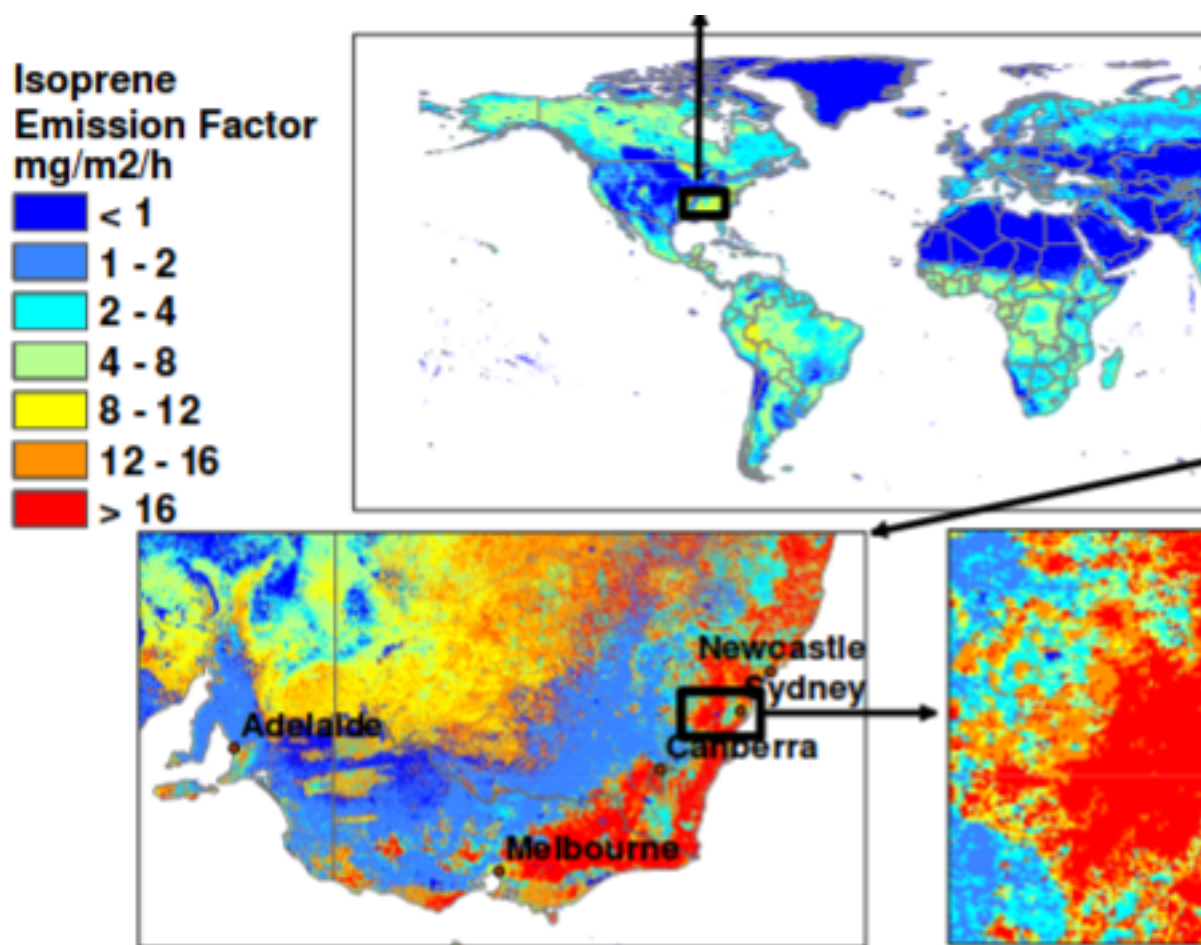 Isoprene
Emission Factor
mg/m2/h
< 1
1 - 2
2 - 4
4 - 8
8 - 12
12 - 16
> 16
Newcastle
Sydney
Adelaide
Canberra
Melbourne